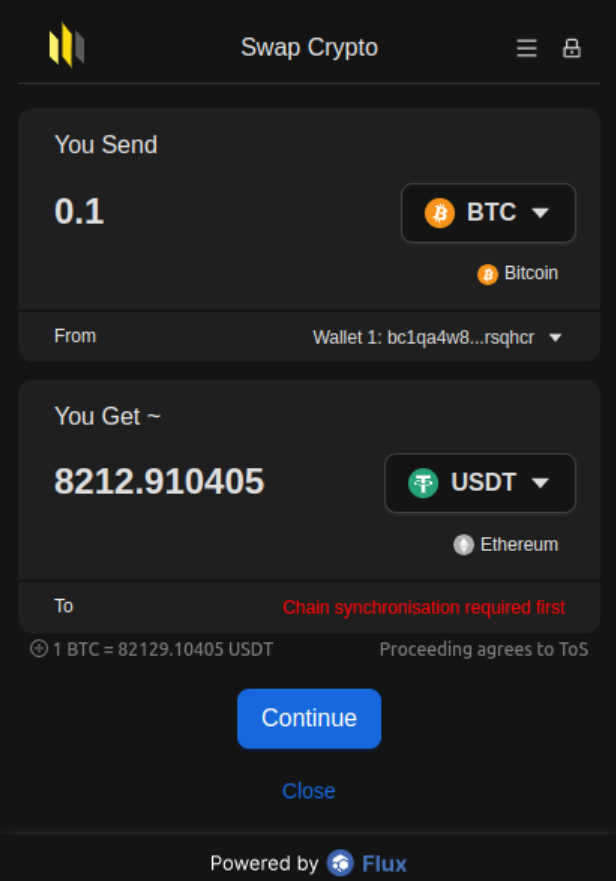 Swap Crypto
You Send
0.1
BTC
Bitcoin
From
Wallet 1: bc1qa4w8...rsqhcr
You Get ~
8212.910405
USDT
Ethereum
To
Chain synchronisation required first
1 BTC = 82129.10405 USDT
Proceeding agrees to ToS
Continue
Close
Powered by Flux